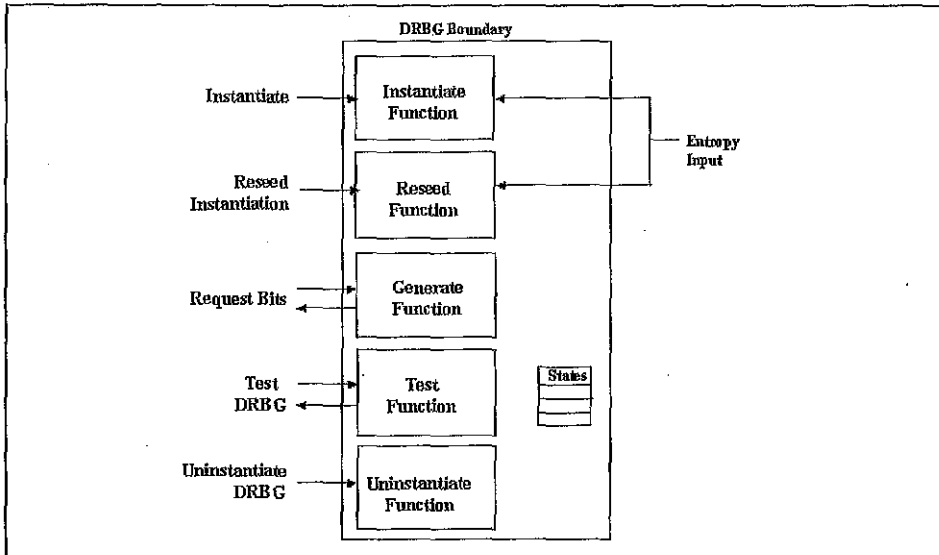 DRBG Boundary
Instantiate
Instantiate
Function
Entropy
Input
Reseed
Instantiation
Reseed
Function
Request Bits
Generate
Function
Test
DRBG
Test
Function
States
Uninstantiate
DRBG
Uninstantiate
Function